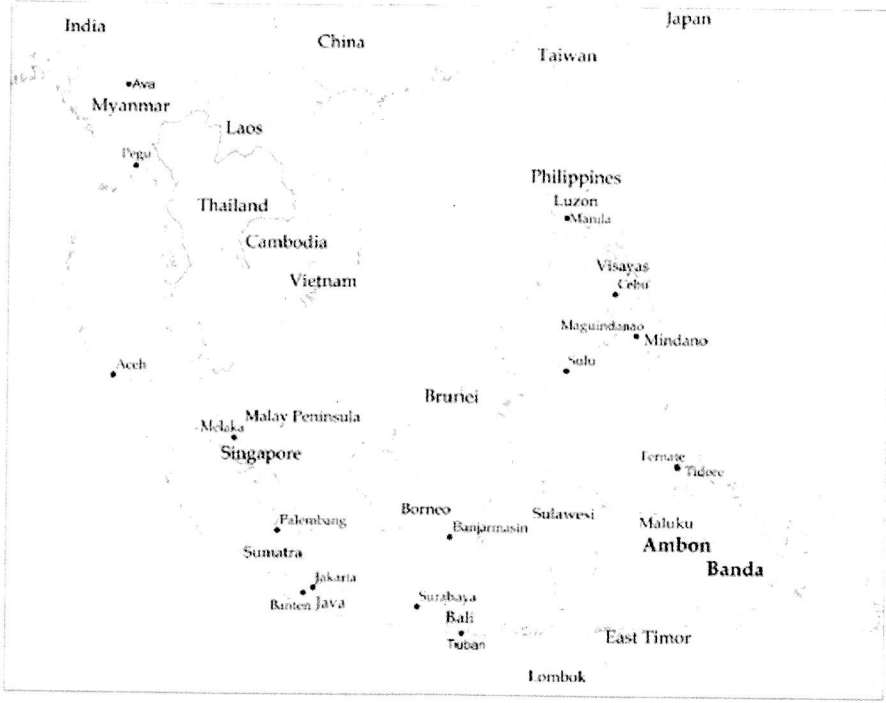 India
Japan
China
Taiwan
Ava
Myanmar
Laos
Pegu
Philippines
Luzon
Manila
Thailand
Cambodia
Visayas
Cebu
Vietnam
Maguindanao
Mindano
Sulu
Aceh
Brunei
Malay Peninsula
Melaka
Singapore
Ternate
Tidore
Borneo
Sulawesi
Palembang
Banjarmasin
Maluku
Ambon
Sumatra
Banda
Jakarta
Banten
Java
Surabaya
Bali
East Timor
Tuban
Lombok